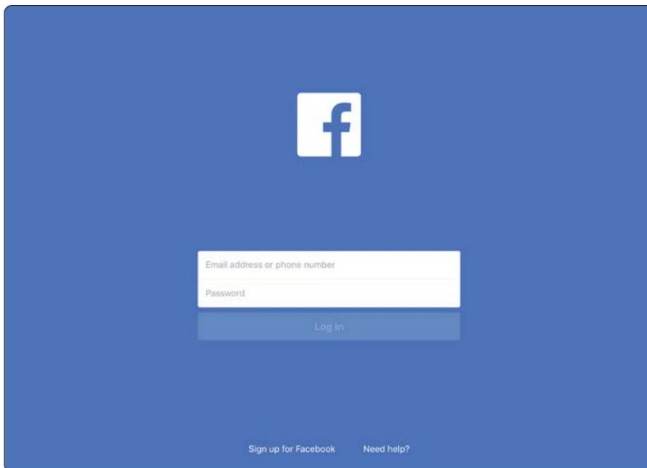 f
Email address or phone number
Password
Log In
Sign up for Facebook Need help?